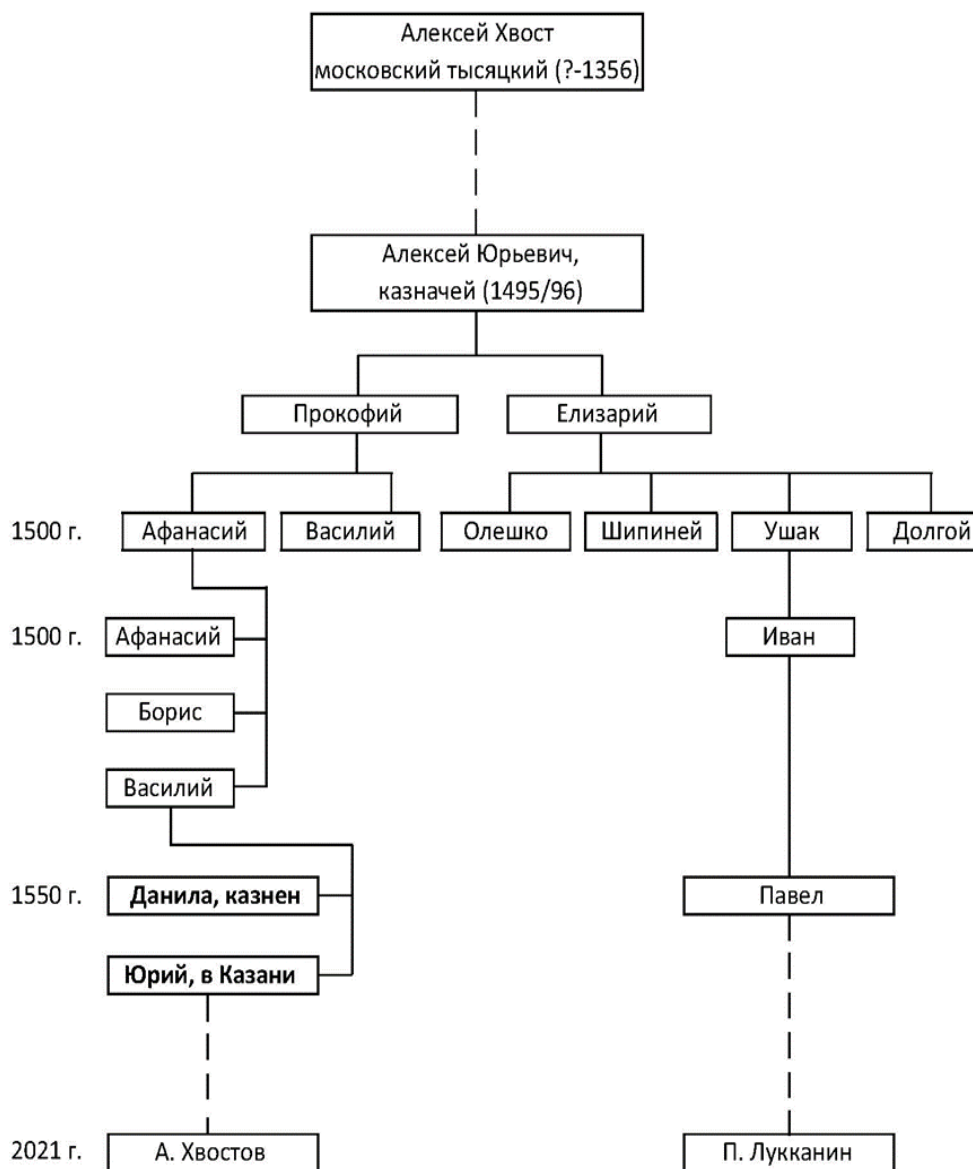 Алексей Хвост
московский тысяцкий (?-1356)
Алексей Юрьевич,
казначей (1495/96)
Прокофий
Елизарий
1500 г.
Афанасий
Василий
Олешко
Шипиней
Ушак
Долгой
1500 г.
Афанасий
Иван
Борис
Василий
1550 г.
Данила, казнен
Павел
Юрий, в Казани
2021 г.
А. Хвостов
П. Лукканин